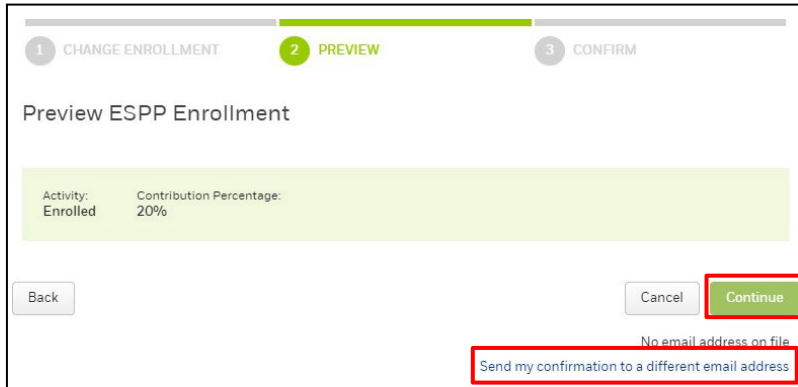 1 CHANGE ENROLLMENT 2 PREVIEW 3 CONFIRM
Preview ESPP Enrollment
Activity: Contribution Percentage:
Enrolled 20%
Back Cancel Continue
No email address on file
Send my confirmation to a different email address